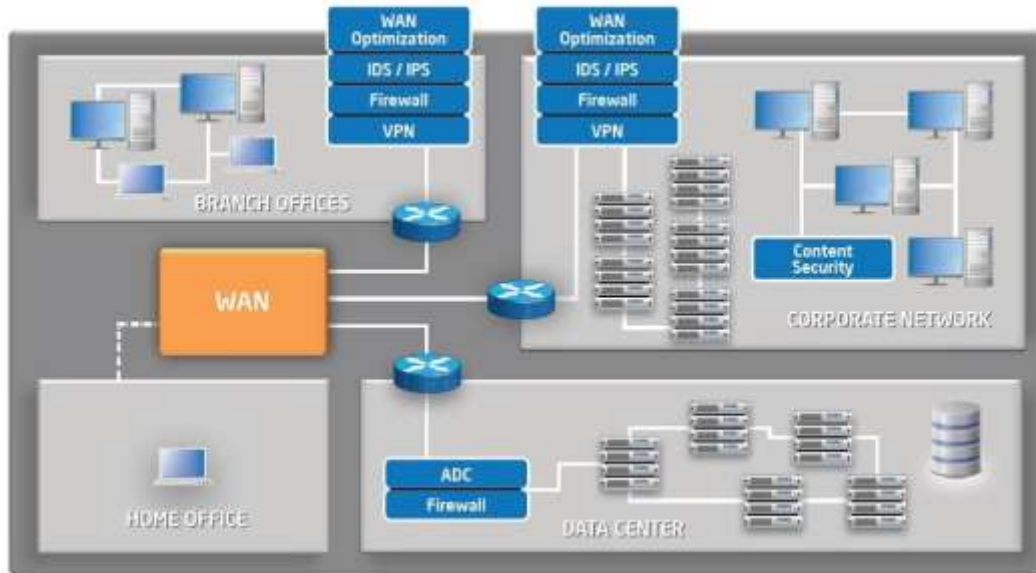 WAN
Optimization
IDS / IPS
Firewall
VPN
BRANCH OFFICES
WAN
Optimization
IDS / IPS
Firewall
VPN
Content
Security
CORPORATE NETWORK
WAN
HOME OFFICE
ADC
Firewall
DATA CENTER